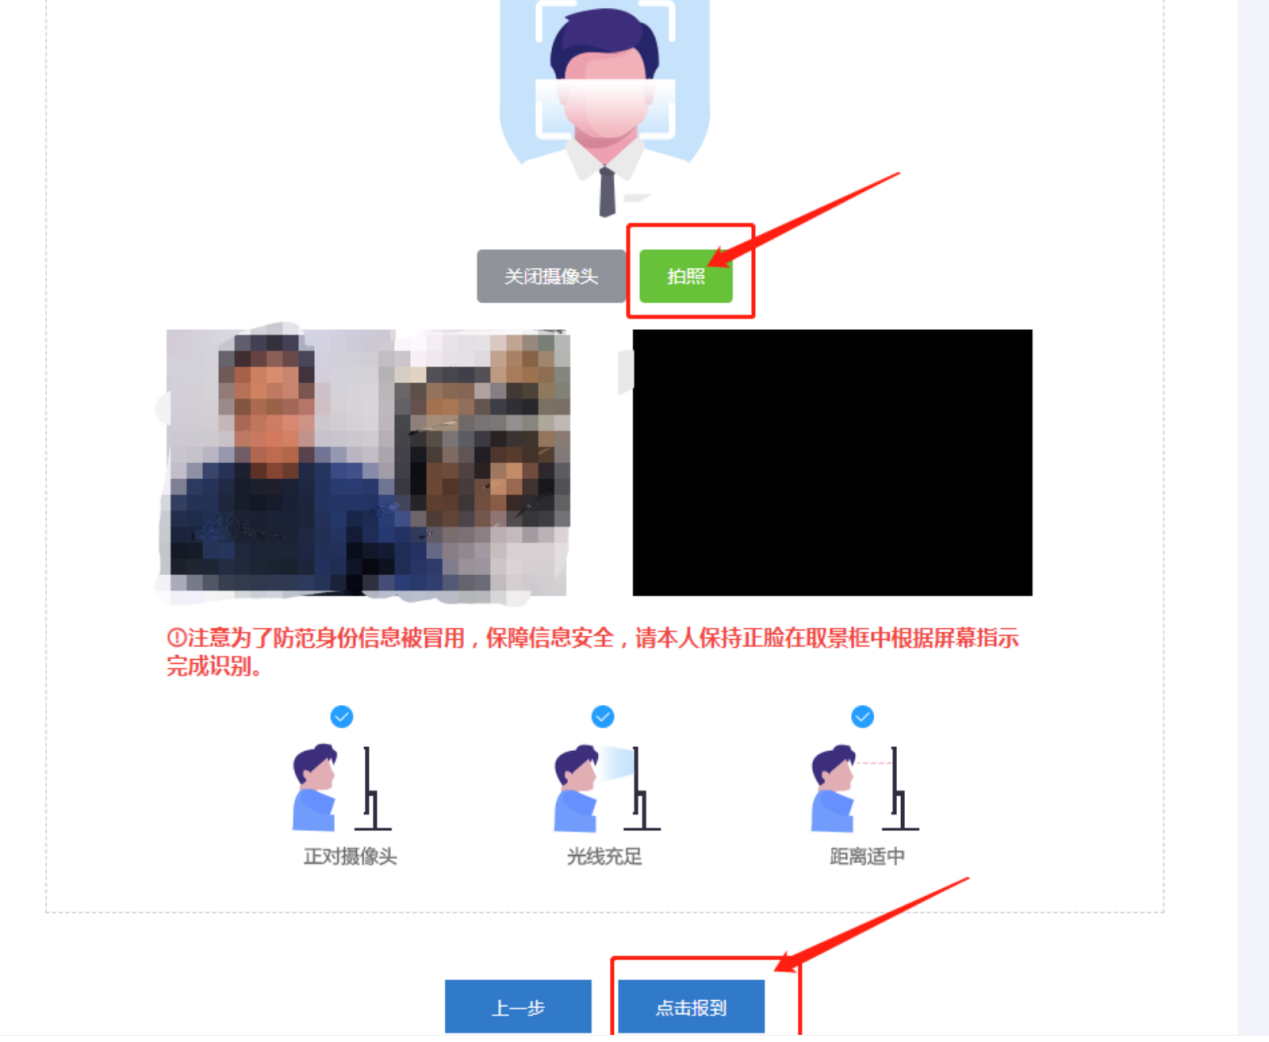 关闭摄像头
拍照
①注意为了防范身份信息被冒用，保障信息安全，请本人保持正脸在取景框中根据屏幕指示
完成识别。
正对摄像头
光线充足
距离适中
上一步
点击报到